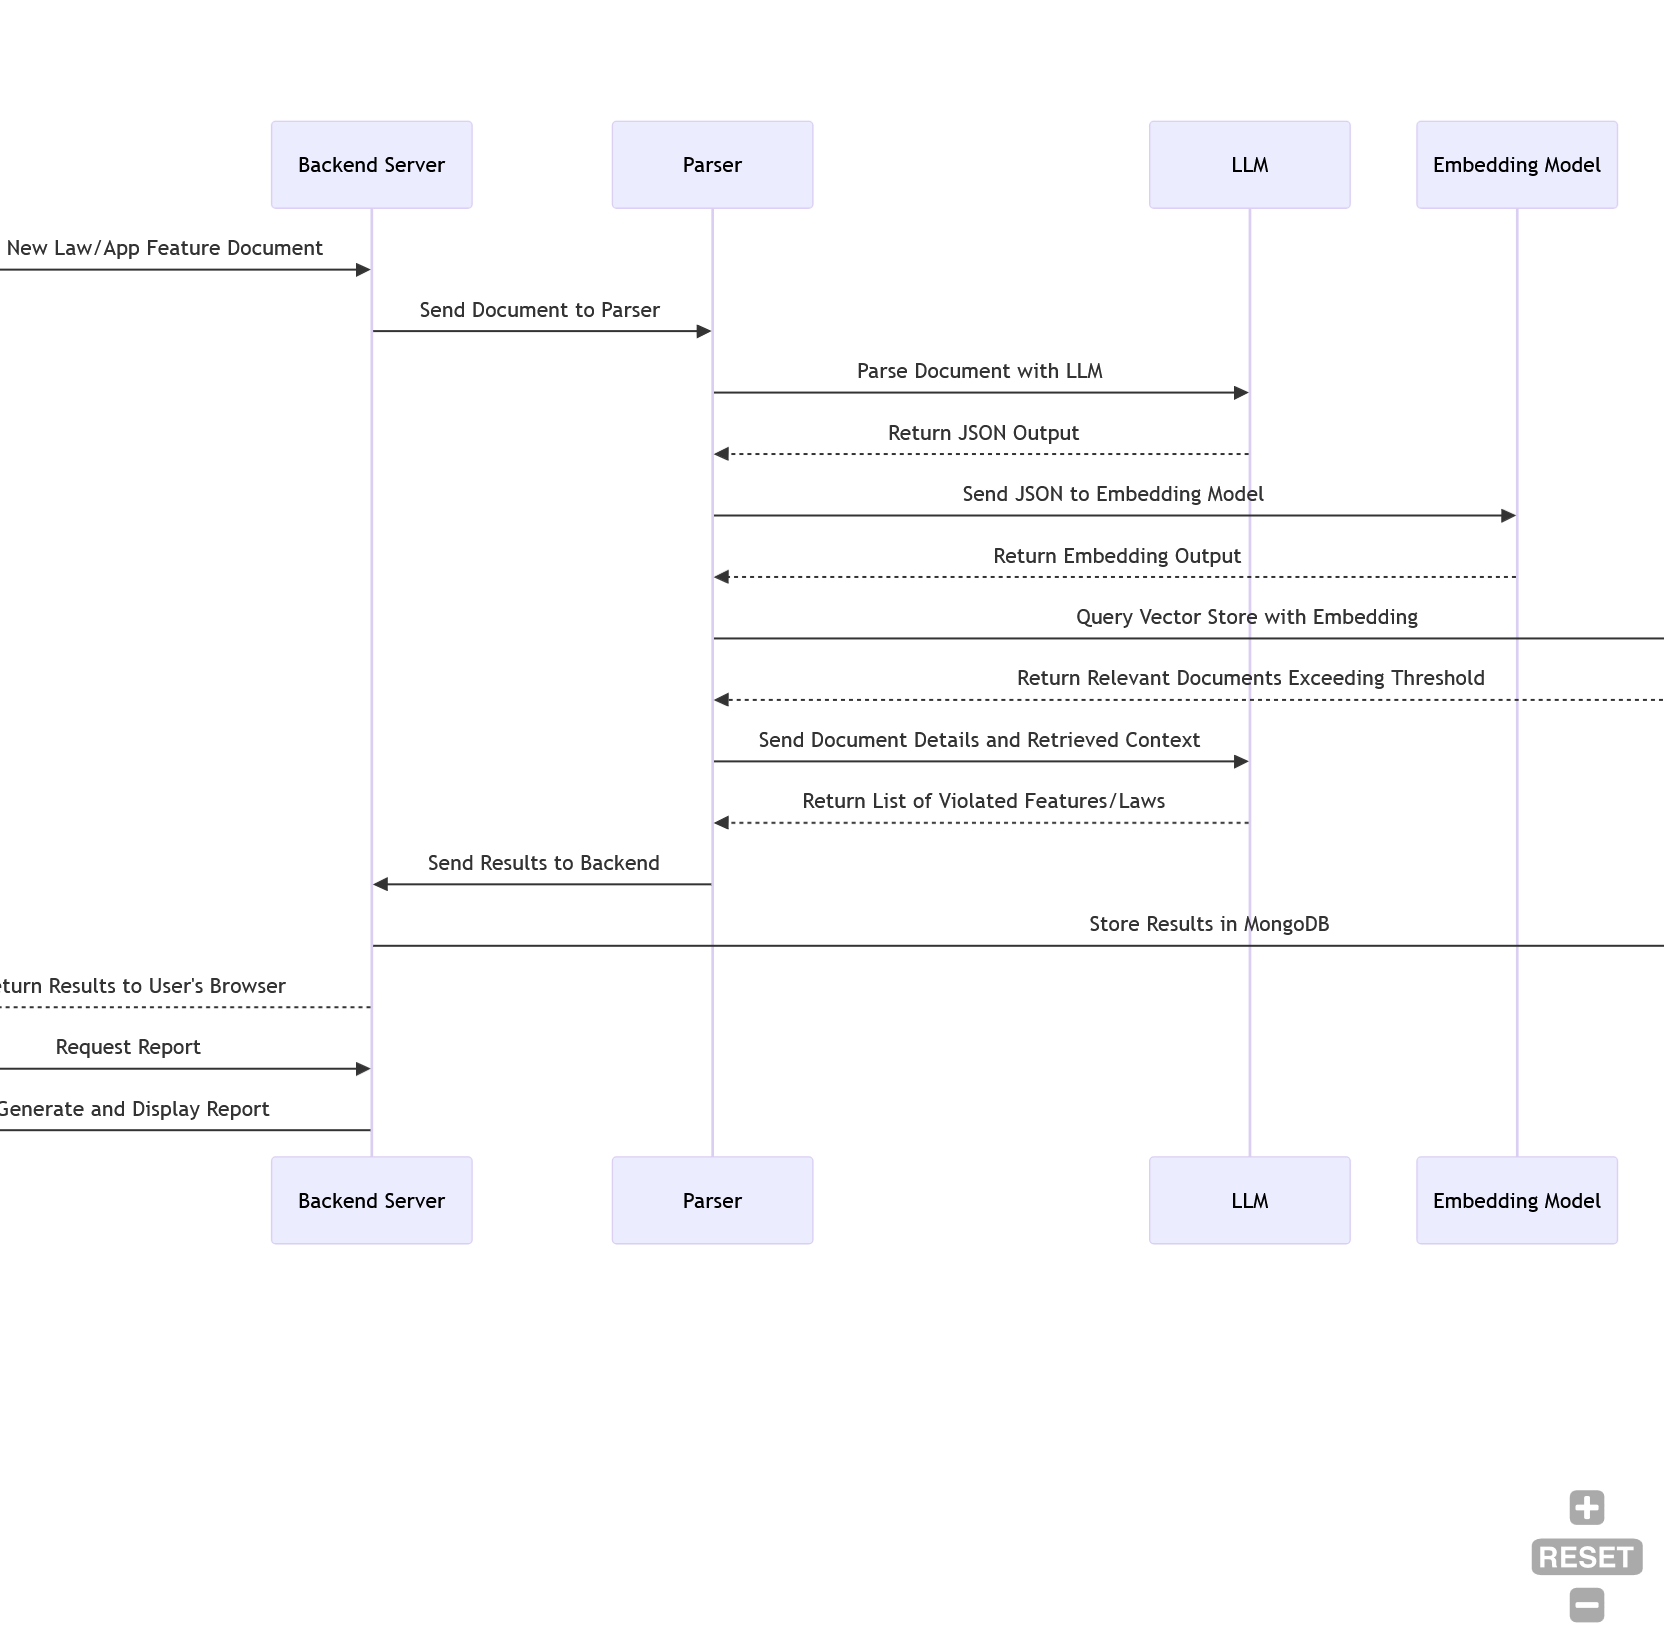 Backend Server
Parser
LLM
Embedding Model
New Law/App Feature Document
Send Document to Parser
Parse Document with LLM
Return JSON Output
Send JSON to Embedding Model
Return Embedding Output
Query Vector Store with Embedding
Return Relevant Documents Exceeding Threshold
Send Document Details and Retrieved Context
Return List of Violated Features/Laws
Send Results to Backend
Store Results in MongoDB
Results to User's Browser
Request Report
Generate and Display Report
Backend Server
Parser
LLM
Embedding Model
RESET